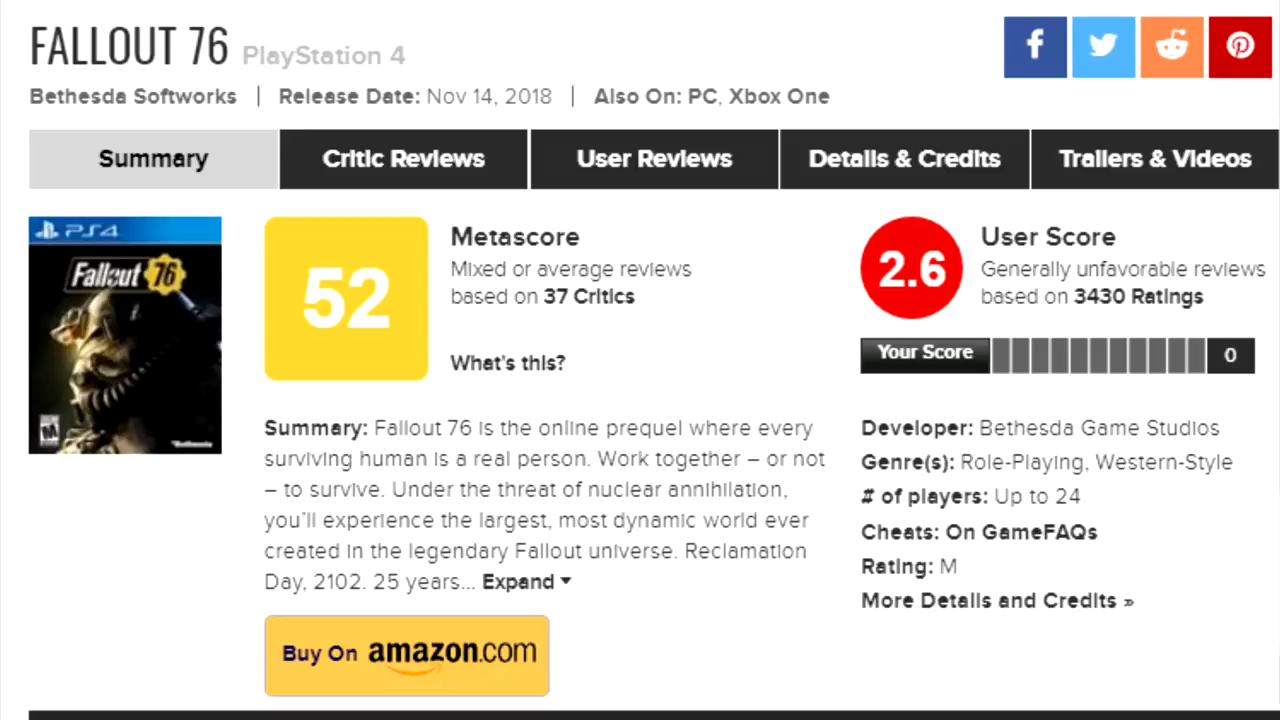 FALLOUT 76 PlayStation 4
Bethesda Softworks | Release Date: Nov 14, 2018 | Also On: PC, Xbox One
Summary Critic Reviews User Reviews Details & Credits Trailers & Videos
PS4
Fallout 76
M
Bethesda
52
Metascore
Mixed or average reviews
based on 37 Critics
What's this?
2.6
User Score
Generally unfavorable reviews
based on 3430 Ratings
Your Score 0
Summary: Fallout 76 is the online prequel where every
surviving human is a real person. Work together – or not
– to survive. Under the threat of nuclear annihilation,
you'll experience the largest, most dynamic world ever
created in the legendary Fallout universe. Reclamation
Day, 2102. 25 years... Expand
Buy On amazon.com
Developer: Bethesda Game Studios
Genre(s): Role-Playing, Western-Style
# of players: Up to 24
Cheats: On GameFAQs
Rating: M
More Details and Credits »